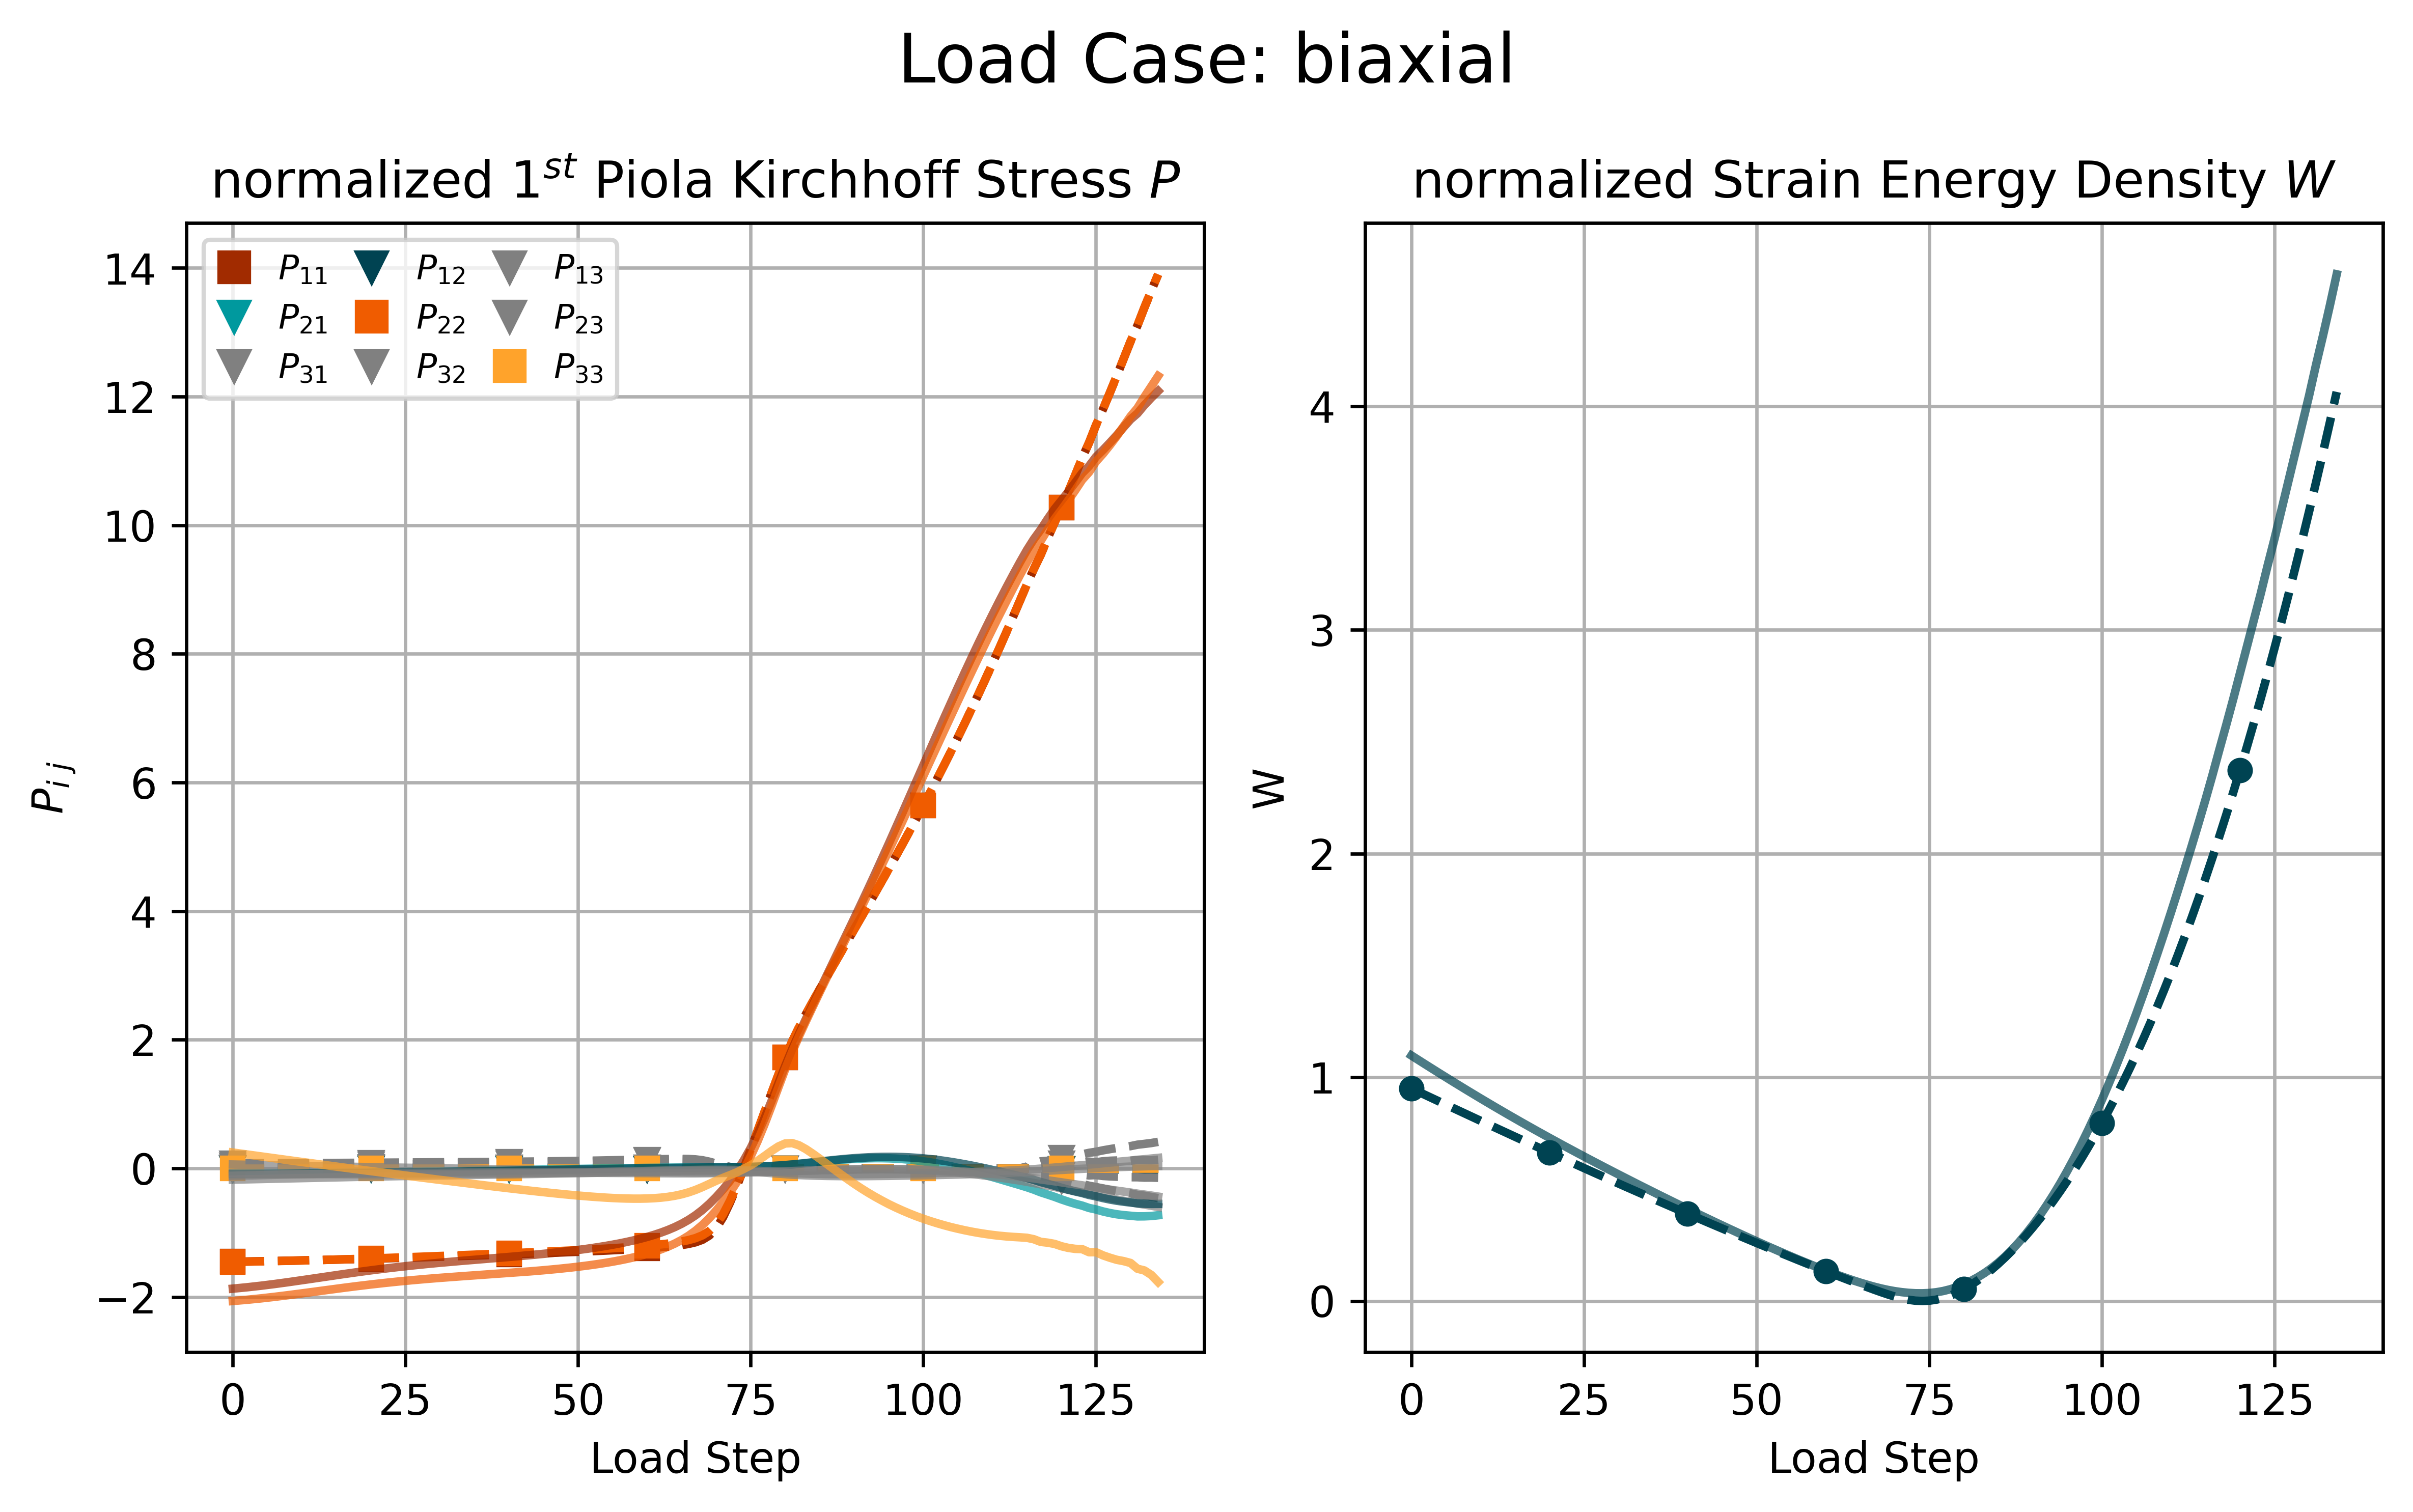 Load Case: biaxial
normalized 1st Piola Kirchhoff Stress P
normalized Strain Energy Density W
P11 P12 P13
P21 P22 P23
P31 P32 P33
14
12
10
8
6
4
2
0
−2
Pi j
0 25 50 75 100 125
Load Step
4
3
2
1
0
W
0 25 50 75 100 125
Load Step